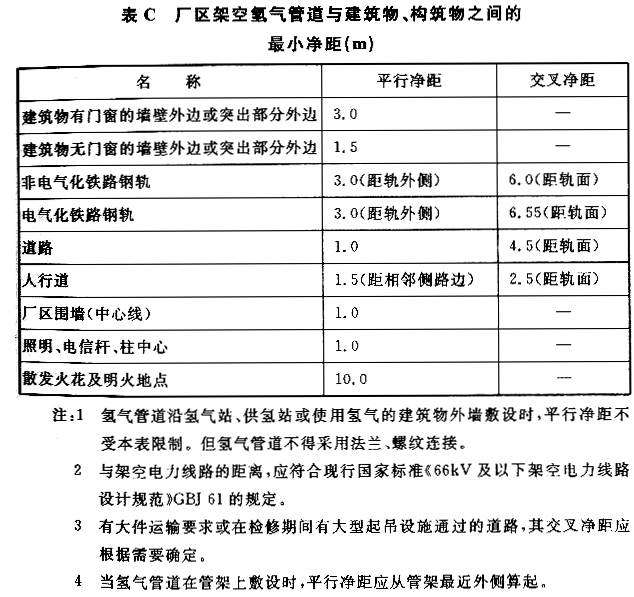 表C 厂区架空氢气管道与建筑物、构筑物之间的
最小净距(m)
名 称 平行净距 交叉净距
建筑物有门窗的墙壁外边或突出部分外边 3.0 —
建筑物无门窗的墙壁外边或突出部分外边 1.5 —
非电气化铁路钢轨 3.0(距轨外侧) 6.0(距轨面)
电气化铁路钢轨 3.0(距轨外侧) 6.55(距轨面)
道路 1.0 4.5(距轨面)
人行道 1.5(距相邻侧路边) 2.5(距轨面)
厂区围墙(中心线) 1.0 —
照明、电信杆、柱中心 1.0 —
散发火花及明火地点 10.0 —
注:1 氢气管道沿氢气站、供氢站或使用氢气的建筑物外墙敷设时,平行净距不
受本表限制。但氢气管道不得采用法兰、螺纹连接。
2 与架空电力线路的距离,应符合现行国家标准《66kV及以下架空电力线路
设计规范》GBJ 61的规定。
3 有大件运输要求或在检修期间有大型起吊设施通过的道路,其交叉净距应
根据需要确定。
4 当氢气管道在管架上敷设时,平行净距应从管架最近外侧算起。